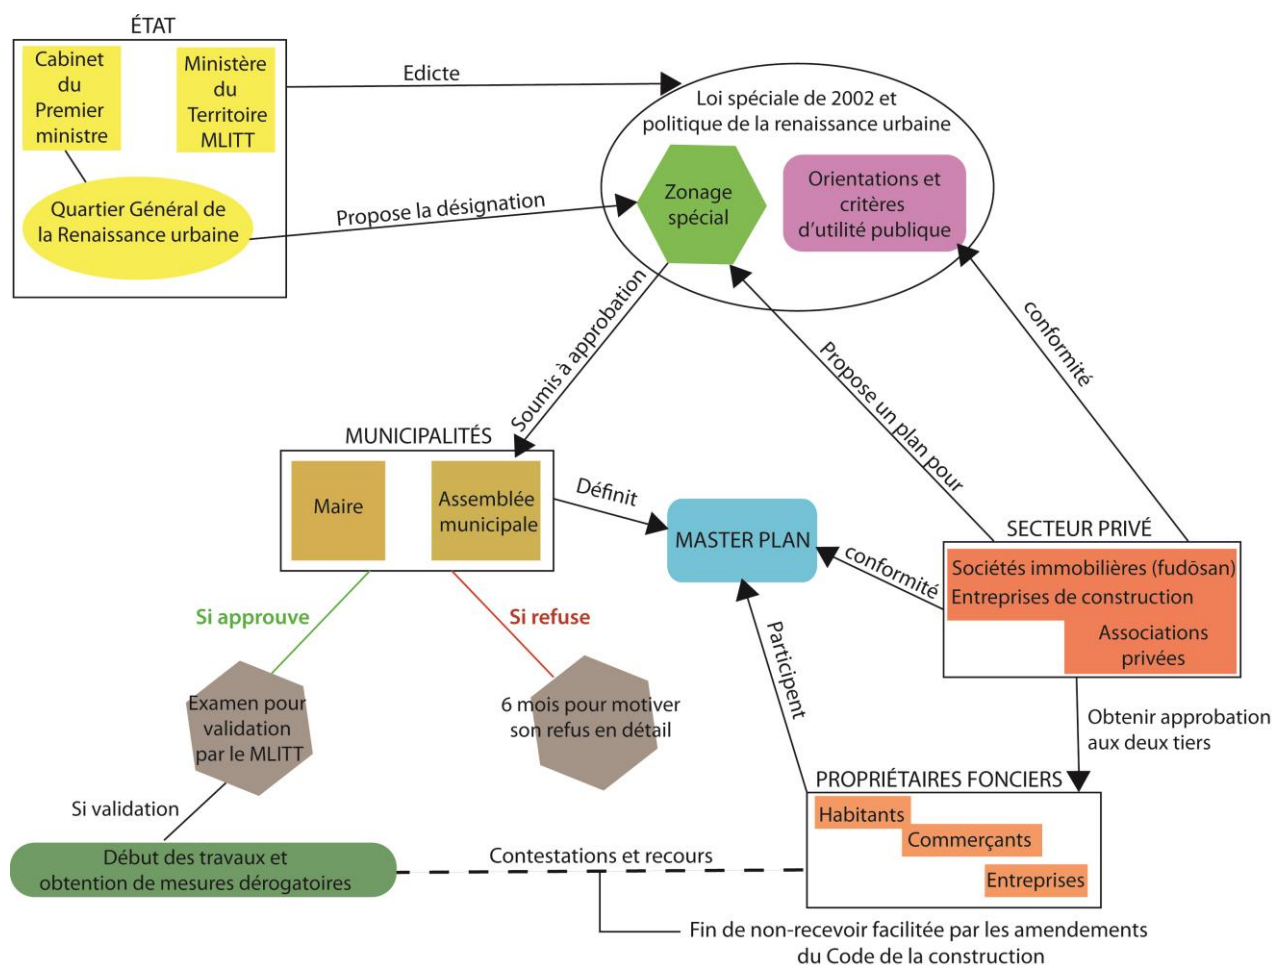 ÉTAT
Cabinet
du
Premier
ministre
Ministère
du
Territoire
MLITT
Quartier Général de
la Renaissance urbaine
Edicte
Propose la désignation
Loi spéciale de 2002 et
politique de la renaissance urbaine
Zonage
spécial
Orientations et
critères
d'utilité publique
Soumis à approbation
Propose un plan pour
conformité
MUNICIPALITÉS
Maire
Assemblée
municipale
Définit
MASTER PLAN
conformité
SECTEUR PRIVÉ
Sociétés immobilières (fudōsan)
Entreprises de construction
Associations
privées
Si approuve
Si refuse
Participent
Examen pour
validation
par le MLITT
6 mois pour motiver
son refus en détail
Obtenir approbation
aux deux tiers
Si validation
PROPRIÉTAIRES FONCIERS
Habitants
Commerçants
Entreprises
Début des travaux et
obtention de mesures dérogatoires
Contestations et recours
Fin de non-recevoir facilitée par les amendements
du Code de la construction